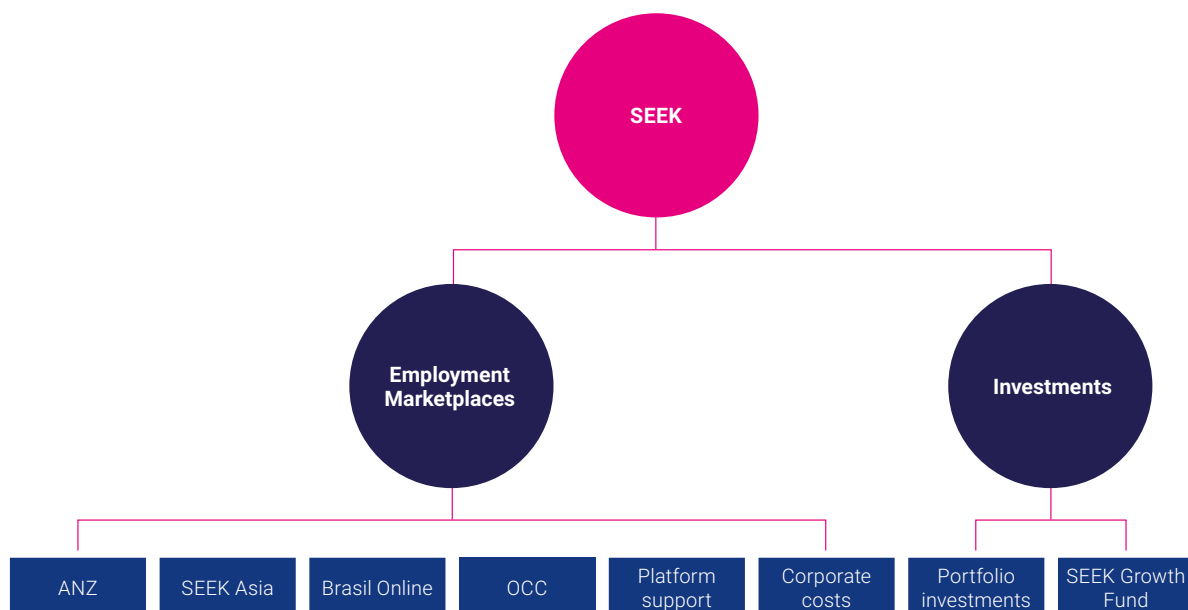 SEEK
Employment
Marketplaces
Investments
ANZ
SEEK Asia
Brasil Online
OCC
Platform
support
Corporate
costs
Portfolio
investments
SEEK Growth
Fund